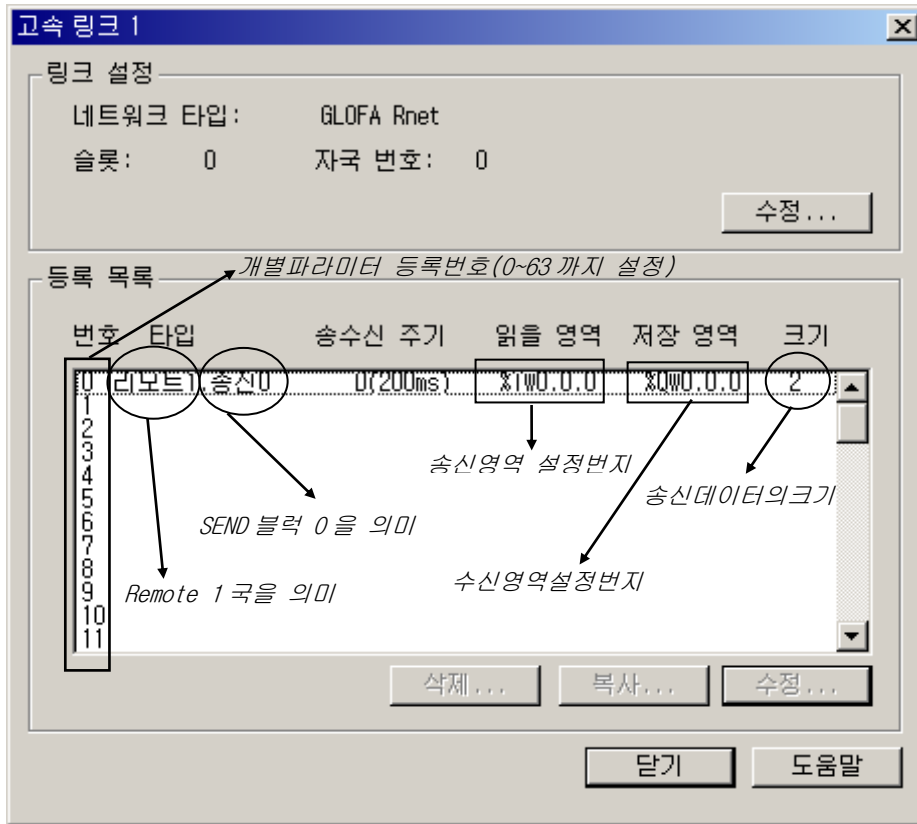 고속 링크 1
링크 설정
네트워크 타입: GLOFA Rnet
슬롯: 0 자국 번호: 0
수정...
개별파라미터 등록번호(0~63까지 설정)
등록 목록
번호 타입 송수신 주기 읽을 영역 저장 영역 크기
0 리모트1.송신0 0(200ms) %IW0.0.0 %QW0.0.0 2
1
2
3
4
5
6
7
8
9
10
11
송신영역 설정번지
송신데이터의크기
SEND 블럭 0을 의미
수신영역설정번지
Remote 1국을 의미
삭제... 복사... 수정...
닫기 도움말